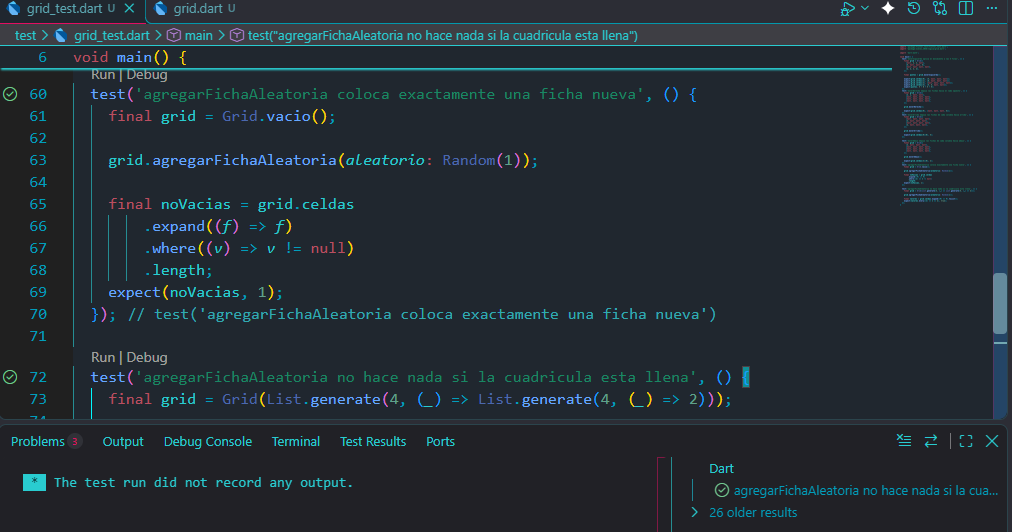 grid_test.dart U
grid.dart U
test > grid_test.dart > main > test("agregarFichaAleatoria no hace nada si la cuadricula esta llena")
6 void main() {
Run | Debug
60 test('agregarFichaAleatoria coloca exactamente una ficha nueva', () {
61 final grid = Grid.vacio();
62
63 grid.agregarFichaAleatoria(aleatorio: Random(1));
64
65 final noVacias = grid.celdas
66 .expand((f) => f)
67 .where((v) => v != null)
68 .length;
69 expect(noVacias, 1);
70 }); // test('agregarFichaAleatoria coloca exactamente una ficha nueva')
71
Run | Debug
72 test('agregarFichaAleatoria no hace nada si la cuadricula esta llena', () {
73 final grid = Grid(List.generate(4, (_) => List.generate(4, (_) => 2)));
74
Problems 3 Output Debug Console Terminal Test Results Ports
* The test run did not record any output.
Dart
agregarFichaAleatoria no hace nada si la cua...
26 older results